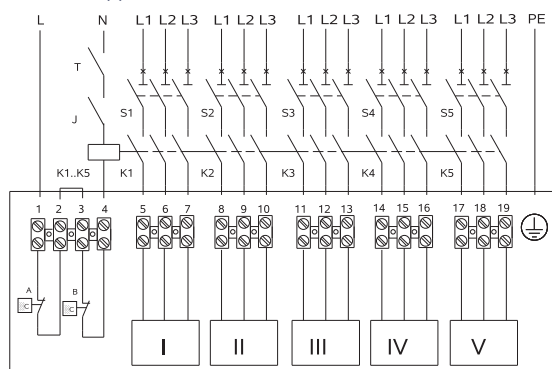 L N L1 L2 L3 L1 L2 L3 L1 L2 L3 L1 L2 L3 L1 L2 L3 PE
T
S1 S2 S3 S4 S5
J
K1..K5 K1 K2 K3 K4 K5
1 2 3 4 5 6 7 8 9 10 11 12 13 14 15 16 17 18 19
A B
C C
I II III IV V